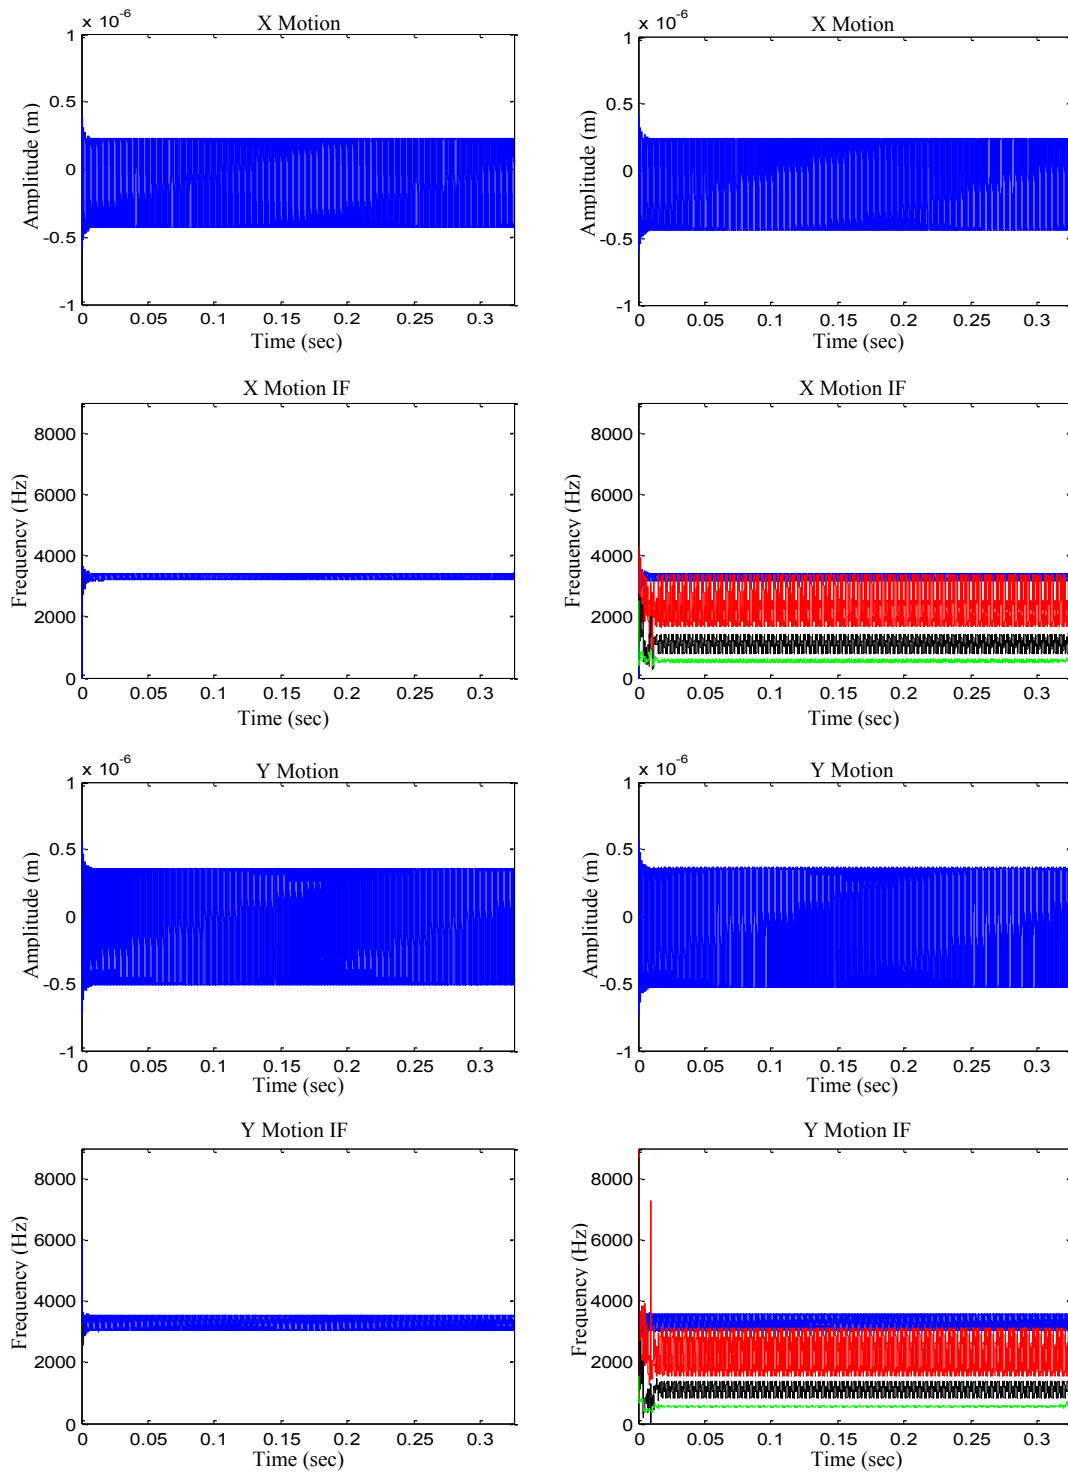 x 10^-6
X Motion
1
0.5
0
-0.5
-1
Amplitude (m)
0 0.05 0.1 0.15 0.2 0.25 0.3
Time (sec)
x 10^-6
X Motion
1
0.5
0
-0.5
-1
Amplitude (m)
0 0.05 0.1 0.15 0.2 0.25 0.3
Time (sec)
X Motion IF
8000
6000
4000
2000
0
Frequency (Hz)
0 0.05 0.1 0.15 0.2 0.25 0.3
Time (sec)
X Motion IF
8000
6000
4000
2000
0
Frequency (Hz)
0 0.05 0.1 0.15 0.2 0.25 0.3
Time (sec)
x 10^-6
Y Motion
1
0.5
0
-0.5
-1
Amplitude (m)
0 0.05 0.1 0.15 0.2 0.25 0.3
Time (sec)
x 10^-6
Y Motion
1
0.5
0
-0.5
-1
Amplitude (m)
0 0.05 0.1 0.15 0.2 0.25 0.3
Time (sec)
Y Motion IF
8000
6000
4000
2000
0
Frequency (Hz)
0 0.05 0.1 0.15 0.2 0.25 0.3
Time (sec)
Y Motion IF
8000
6000
4000
2000
0
Frequency (Hz)
0 0.05 0.1 0.15 0.2 0.25 0.3
Time (sec)